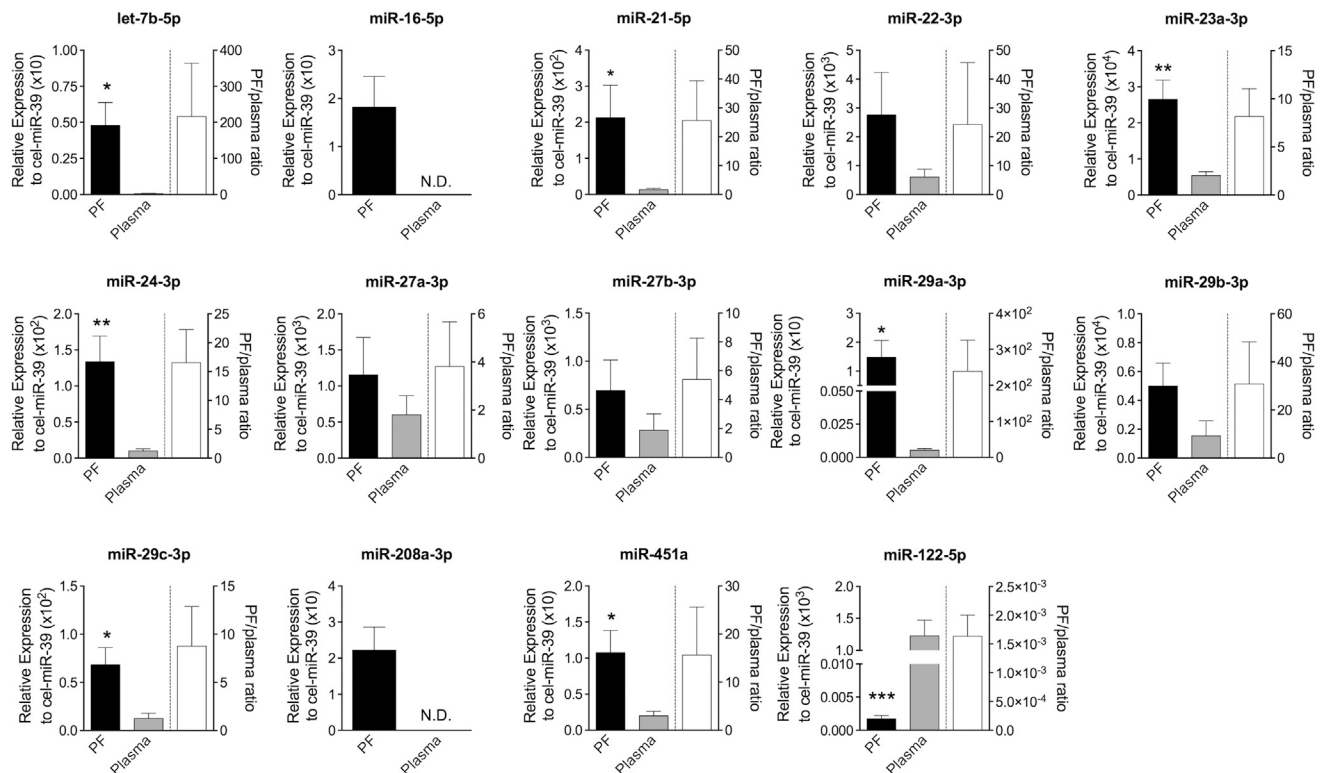 let-7b-5p
Relative Expression
to cel-miR-39 (x10)
1.00
0.75
0.50
0.25
0.00
*
400
300
200
100
0
PF/plasma ratio
PF
Plasma
miR-16-5p
Relative Expression
to cel-miR-39 (x10)
3
2
1
1
N.D.
PF
Plasma
miR-21-5p
Relative Expression
to cel-miR-39 (x10²)
4
3
2
1
0
*
50
40
30
20
10
0
PF/plasma ratio
PF
Plasma
miR-22-3p
Relative Expression
to cel-miR-39 (x10³)
5
4
3
2
1
0
50
40
30
20
10
0
PF/plasma ratio
PF
Plasma
miR-23a-3p
Relative Expression
to cel-miR-39 (x10⁴)
4
3
2
1
0
**
15
10
5
0
PF/plasma ratio
PF
Plasma
miR-24-3p
Relative Expression
to cel-miR-39 (x10²)
2.0
1.5
1.0
0.5
0.0
**
25
20
15
10
5
0
PF/plasma ratio
PF
Plasma
miR-27a-3p
Relative Expression
to cel-miR-39 (x10³)
2.0
1.5
1.0
0.5
0.0
6
4
2
0
PF/plasma ratio
PF
Plasma
miR-27b-3p
Relative Expression
to cel-miR-39 (x10³)
1.5
1.0
0.5
0.0
10
8
6
4
2
0
PF/plasma ratio
PF
Plasma
miR-29a-3p
Relative Expression
to cel-miR-39 (x10)
3
2
1
0.050
0.025
0.000
*
4×10²
3×10²
2×10²
1×10²
0
PF/plasma ratio
PF
Plasma
miR-29b-3p
Relative Expression
to cel-miR-39 (x10⁴)
1.0
0.8
0.6
0.4
0.2
0.0
60
40
20
0
PF/plasma ratio
PF
Plasma
miR-29c-3p
Relative Expression
to cel-miR-39 (x10²)
1.5
1.0
0.5
0.0
*
15
10
5
0
PF/plasma ratio
PF
Plasma
miR-208a-3p
Relative Expression
to cel-miR-39 (x10)
4
3
2
1
0
N.D.
PF
Plasma
miR-451a
Relative Expression
to cel-miR-39 (x10)
2.0
1.5
1.0
0.5
0.0
*
30
20
10
0
PF/plasma ratio
PF
Plasma
miR-122-5p
Relative Expression
to cel-miR-39 (x10³)
2.0
1.5
1.0
0.010
0.005
0.000
***
2.5×10⁻³
2.0×10⁻³
1.5×10⁻³
1.0×10⁻³
5.0×10⁻⁴
0.0
PF/plasma ratio
PF
Plasma